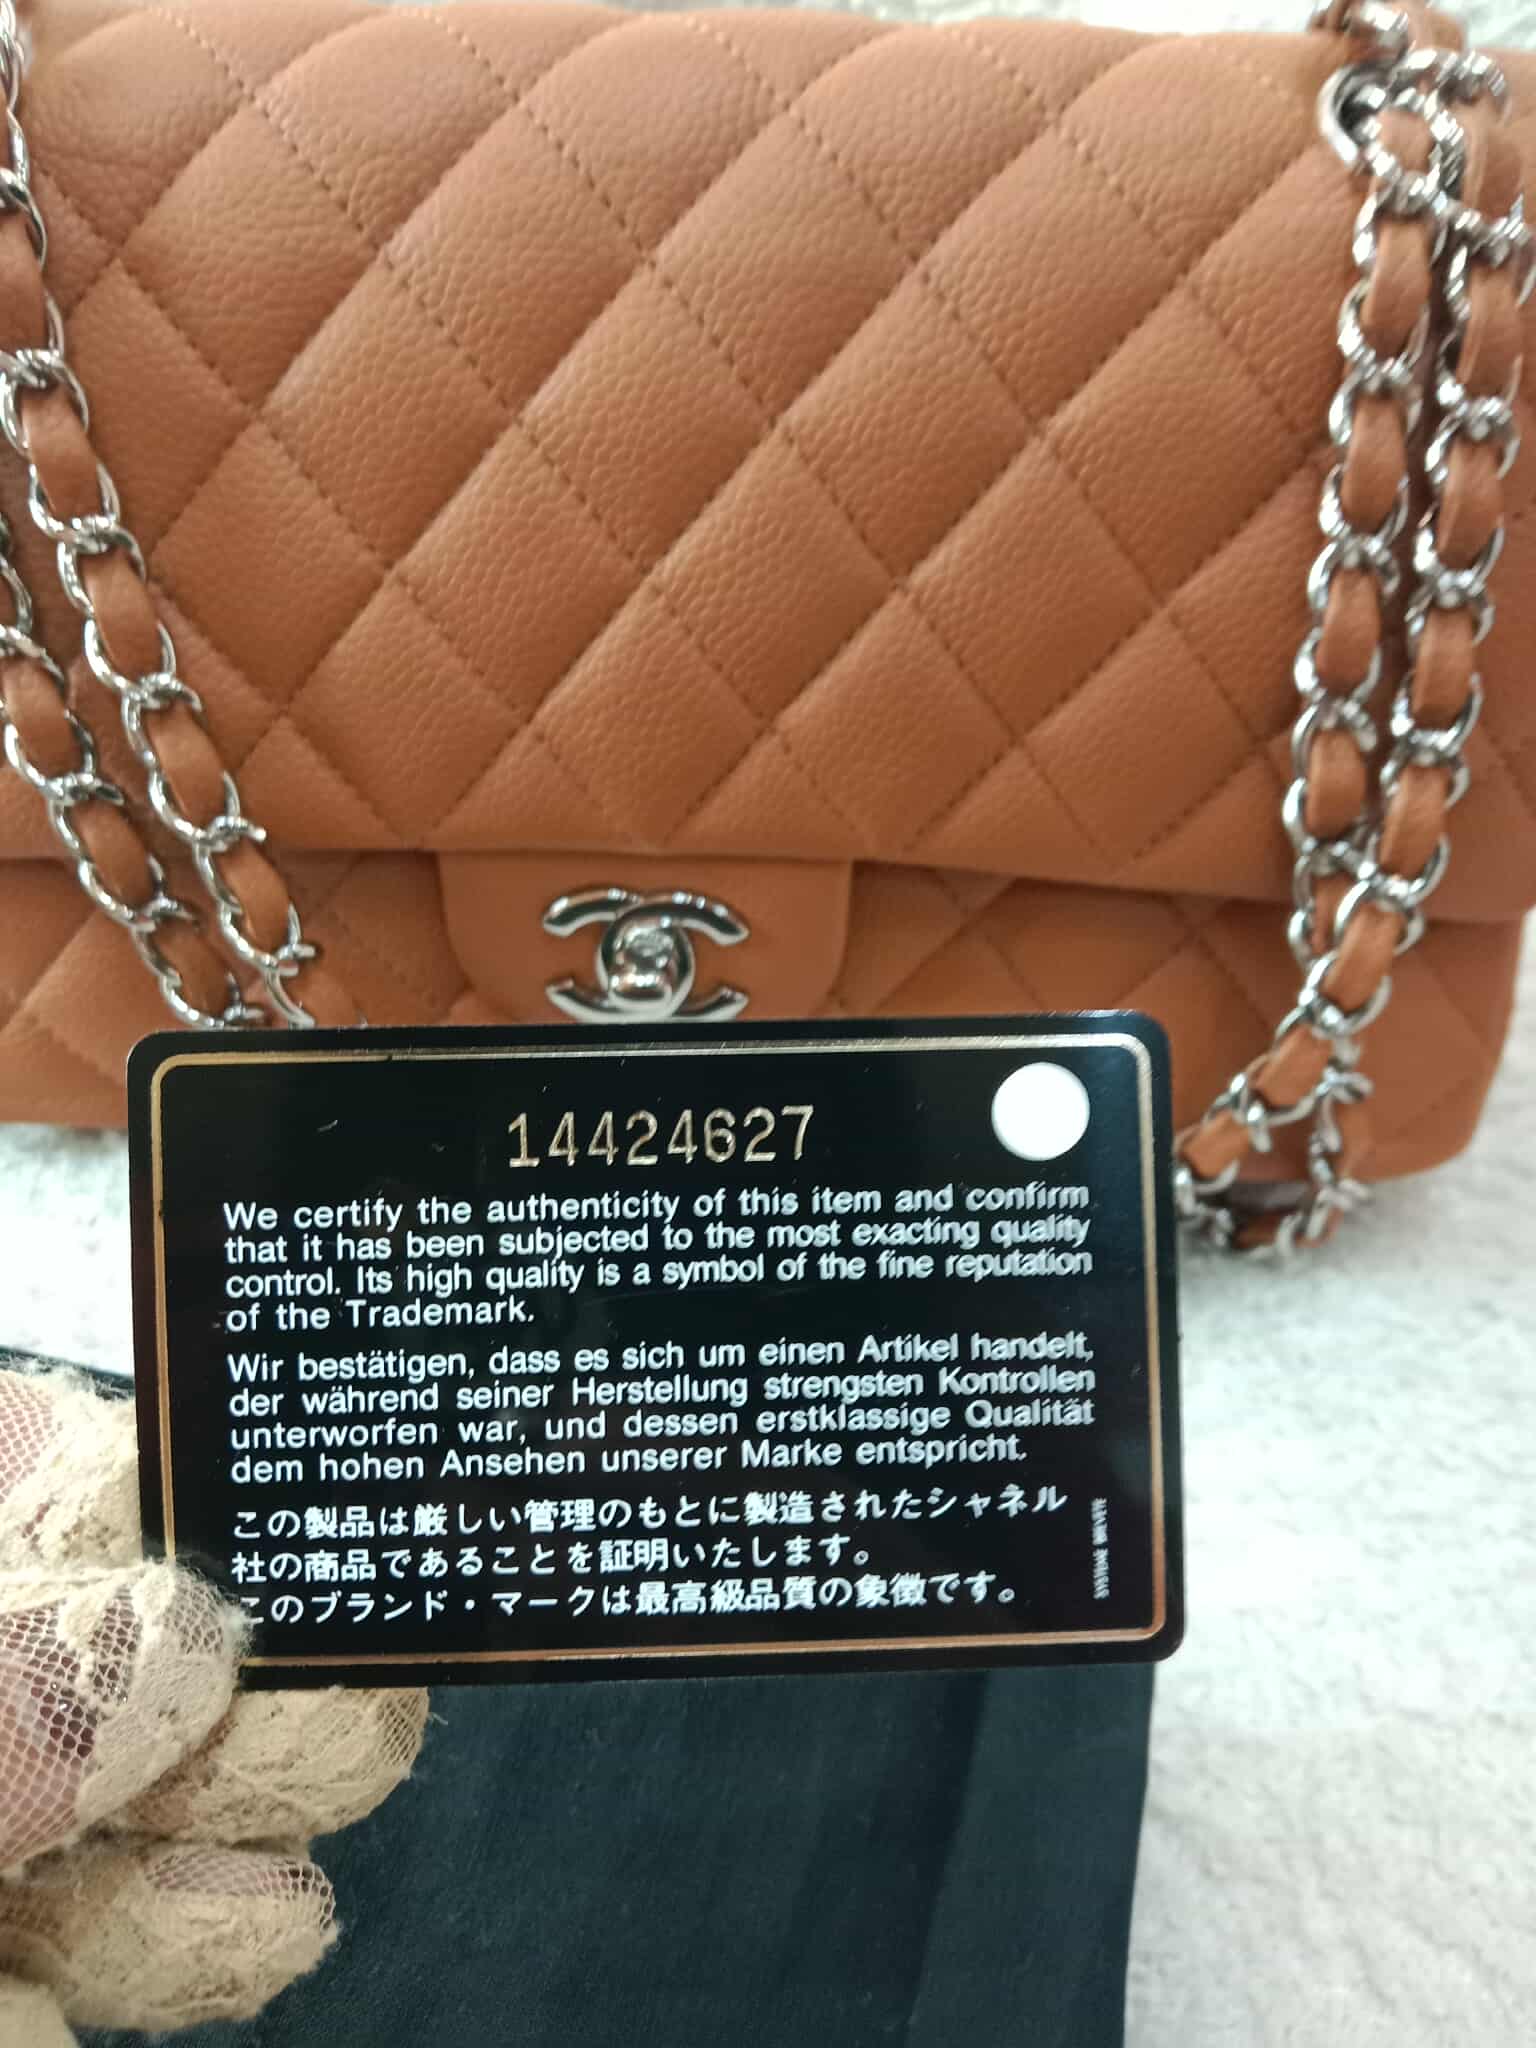 14424627
We certify the authenticity of this item and confirm
that it has been subjected to the most exacting quality
control. Its high quality is a symbol of the fine reputation
of the Trademark.
Wir bestätigen, dass es sich um einen Artikel handelt,
der während seiner Herstellung strengsten Kontrollen
unterworfen war, und dessen erstklassige Qualität
dem hohen Ansehen unserer Marke entspricht.
この製品は厳しい管理のもとに製造されたシャネル
社の商品であることを証明いたします。
このブランド・マークは最高級品質の象徴です。
SYSTEME BREVETE